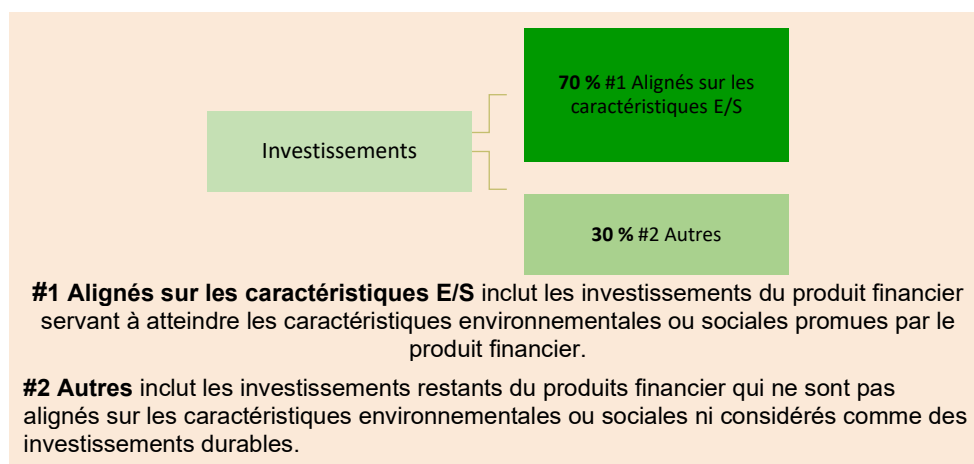 70 % #1 Alignés sur les
caractéristiques E/S
Investissements
30 % #2 Autres
#1 Alignés sur les caractéristiques E/S inclut les investissements du produit financier
servant à atteindre les caractéristiques environnementales ou sociales promues par le
produit financier.
#2 Autres inclut les investissements restants du produits financier qui ne sont pas
alignés sur les caractéristiques environnementales ou sociales ni considérés comme des
investissements durables.